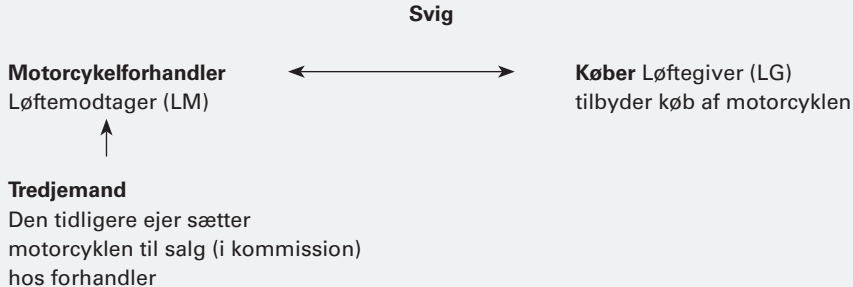 Svig
Motorcykelforhandler
Løftemodtager (LM)
Køber Løftegiver (LG)
tilbyder køb af motorcyklen
Tredjemand
Den tidligere ejer sætter
motorcyklen til salg (i kommission)
hos forhandler